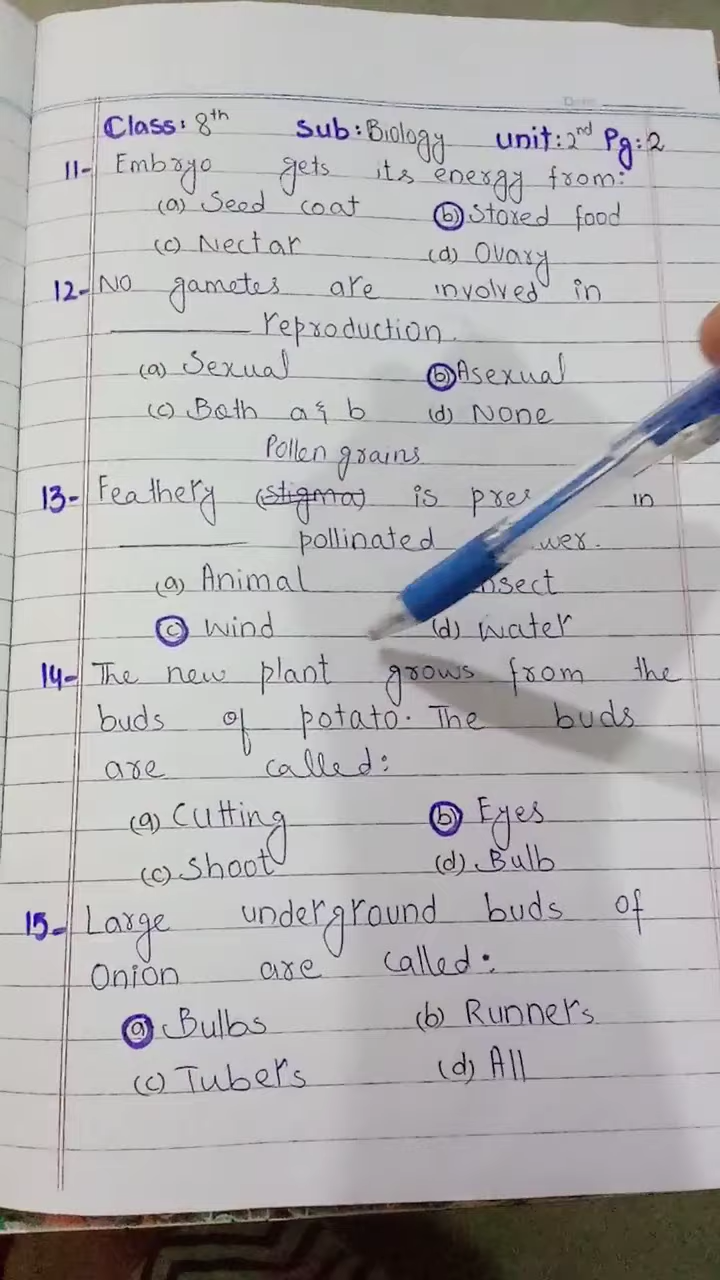 Class: 8th Sub: Biology unit: 2nd Pg: 2
11- Embryo gets its energy from:
(a) Seed coat (b) Stored food
(c) Nectar (d) Ovary
12- No gametes are involved in
________ reproduction.
(a) Sexual (b) Asexual
(c) Both a & b (d) None
Pollen grains
13- Feathery (stigma) is in
________ pollinated
(a) Animal
(c) Wind (d) Water
14- The new plant grows from the
buds of potato. The buds
are called:
(a) Cutting (b) Eyes
(c) Shoot (d) Bulb
15- Large underground buds of
Onion are called:
(a) Bulbs (b) Runners
(c) Tubers (d) All